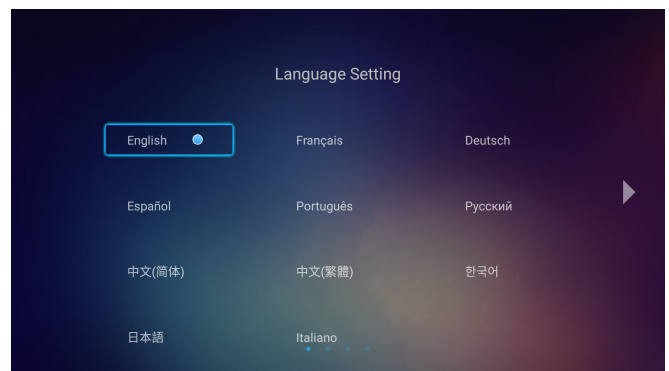 Language Setting
English Français Deutsch
Español Português Русский
中文(简体) 中文(繁體) 한국어
日本語 Italiano